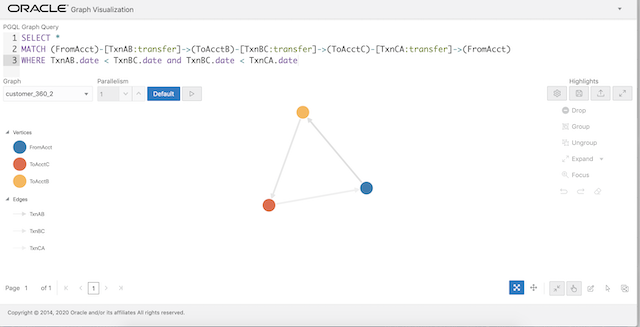 ORACLE Graph Visualization
PGQL Graph Query
1 SELECT *
2 MATCH (FromAcct)-[TxnAB:transfer]->(ToAcctB)-[TxnBC:transfer]->(ToAcctC)-[TxnCA:transfer]->(FromAcct)
3 WHERE TxnAB.date < TxnBC.date and TxnBC.date < TxnCA.date
Graph Parallelism Highlights
customer_360_2 1 Default
Drop
Group
Ungroup
Expand
Focus
Vertices
FromAcct
ToAcctC
ToAcctB
Edges
TxnAB
TxnBC
TxnCA
Page 1 of 1 1
Copyright © 2014, 2020 Oracle and/or its affiliates All rights reserved.